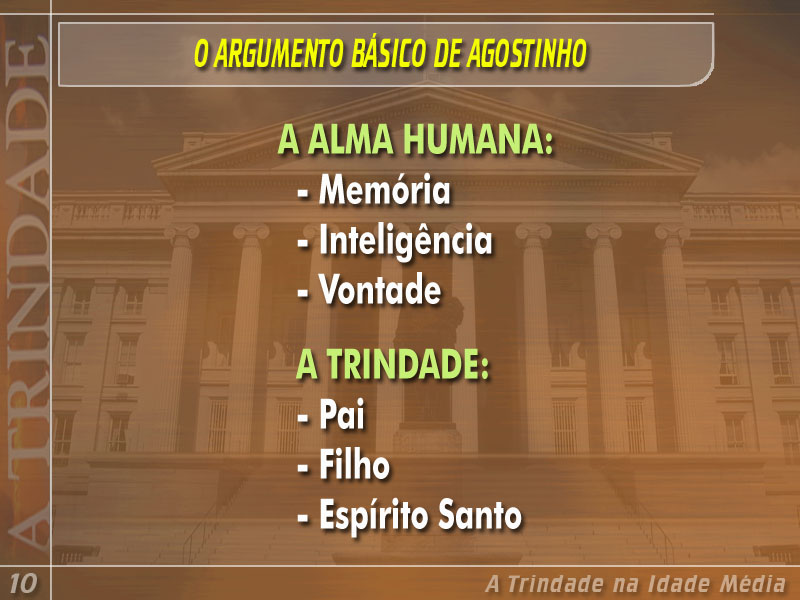 O ARGUMENTO BÁSICO DE AGOSTINHO
A ALMA HUMANA:
- Memória
- Inteligência
- Vontade
A TRINDADE:
- Pai
- Filho
- Espírito Santo
A TRINDADE
10
A Trindade na Idade Média